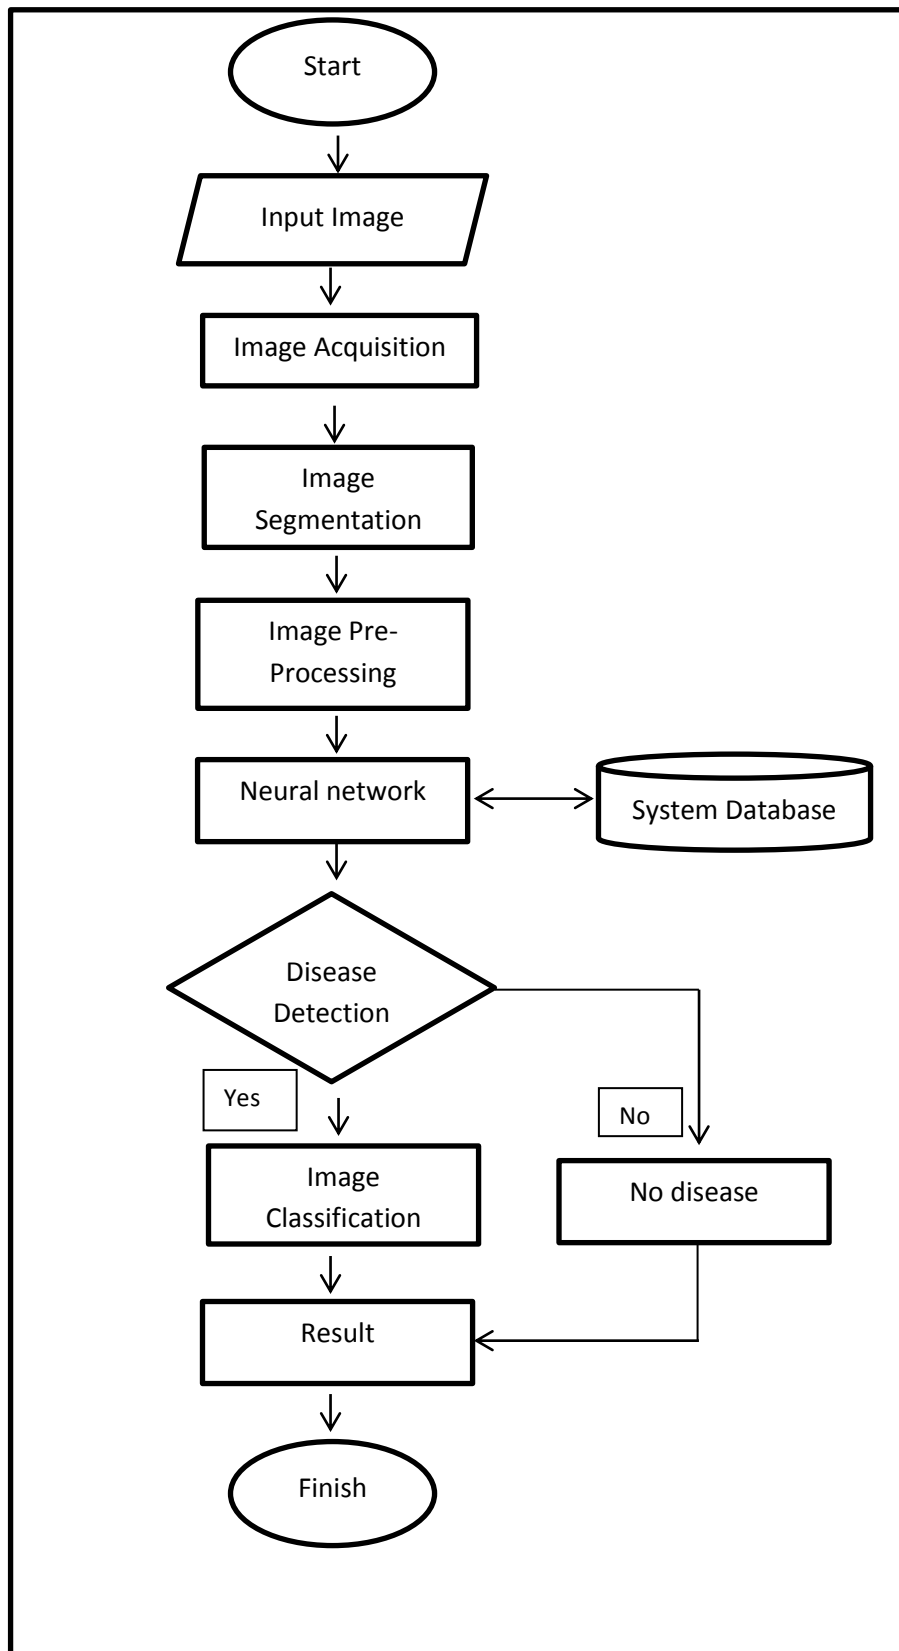 Start
Input Image
Image Acquisition
Image
Segmentation
Image Pre-
Processing
Neural network
System Database
Disease
Detection
Yes
No
Image
Classification
No disease
Result
Finish